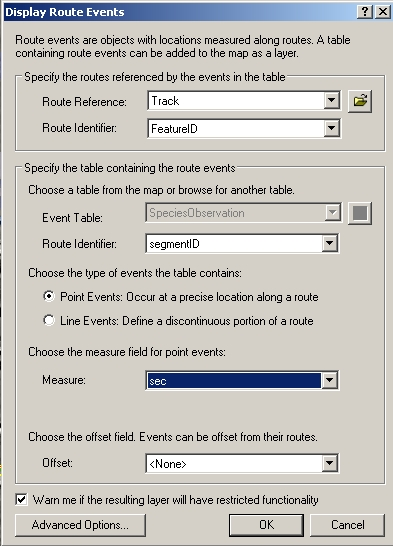 Display Route Events
Route events are objects with locations measured along routes. A table
containing route events can be added to the map as a layer.
Specify the routes referenced by the events in the table
Route Reference: Track
Route Identifier: FeatureID
Specify the table containing the route events
Choose a table from the map or browse for another table.
Event Table: SpeciesObservation
Route Identifier: segmentID
Choose the type of events the table contains:
Point Events: Occur at a precise location along a route
Line Events: Define a discontinuous portion of a route
Choose the measure field for point events:
Measure: sec
Choose the offset field. Events can be offset from their routes.
Offset: <None>
Warn me if the resulting layer will have restricted functionality
Advanced Options... OK Cancel